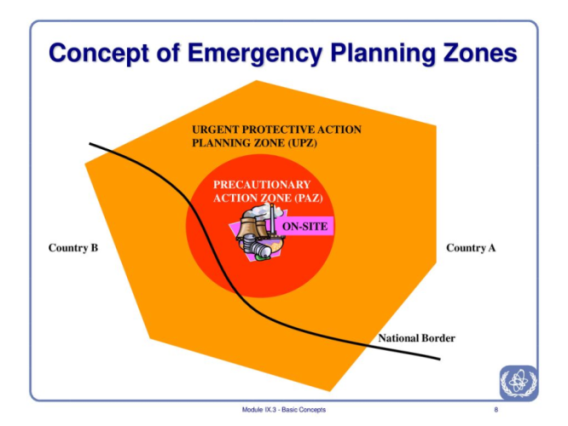 Concept of Emergency Planning Zones
URGENT PROTECTIVE ACTION
PLANNING ZONE (UPZ)
PRECAUTIONARY
ACTION ZONE (PAZ)
ON-SITE
Country B
Country A
National Border
Module IX.3 - Basic Concepts
8